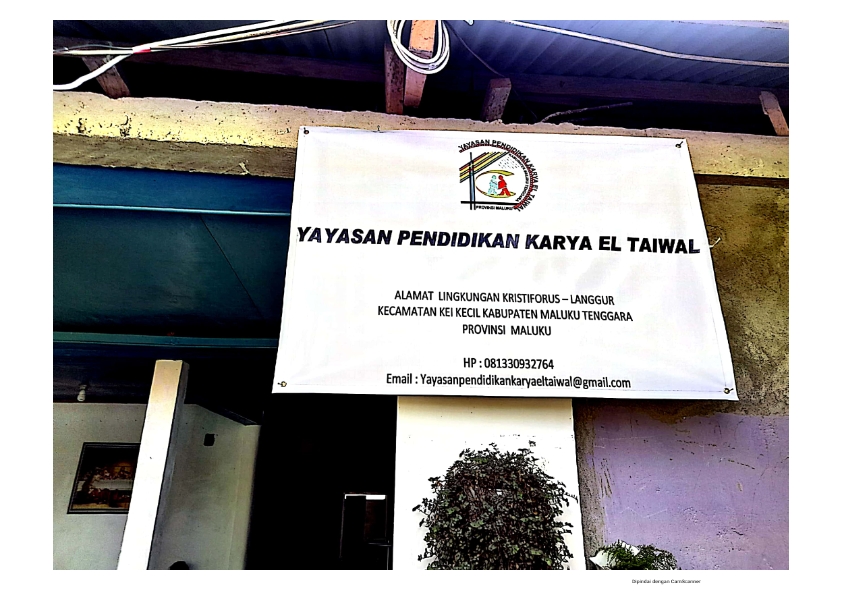 YAYASAN PENDIDIKAN KARYA EL TAIWAL
PROVINSI MALUKU
YAYASAN PENDIDIKAN KARYA EL TAIWAL
ALAMAT LINGKUNGAN KRISTIFORUS – LANGGUR
KECAMATAN KEI KECIL KABUPATEN MALUKU TENGGARA
PROVINSI MALUKU
HP : 081330932764
Email : Yayasanpendidikankaryaeltaiwal@gmail.com
Dipindai dengan CamScanner